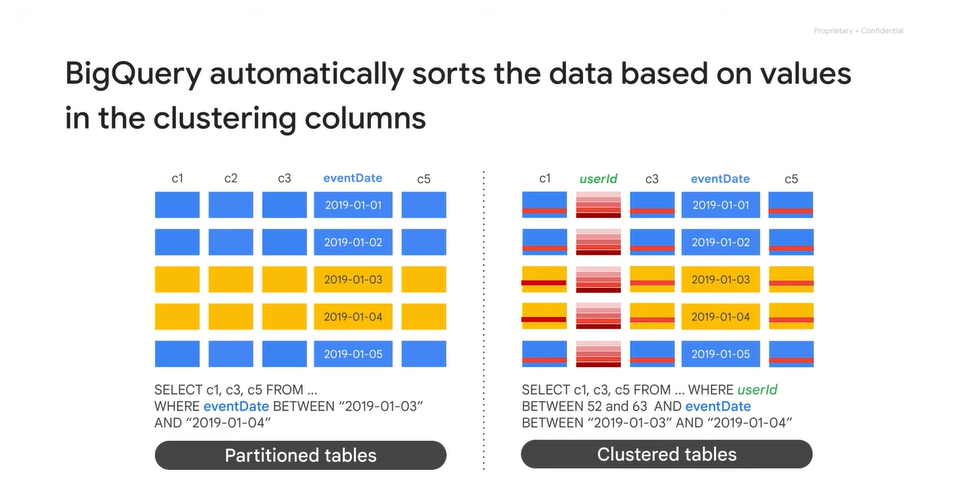 Proprietary + Confidential
BigQuery automatically sorts the data based on values
in the clustering columns
c1 c2 c3 eventDate c5
2019-01-01
2019-01-02
2019-01-03
2019-01-04
2019-01-05
SELECT c1, c3, c5 FROM ...
WHERE eventDate BETWEEN “2019-01-03”
AND “2019-01-04”
Partitioned tables
c1 userId c3 eventDate c5
2019-01-01
2019-01-02
2019-01-03
2019-01-04
2019-01-05
SELECT c1, c3, c5 FROM ... WHERE userId
BETWEEN 52 and 63 AND eventDate
BETWEEN “2019-01-03” AND “2019-01-04”
Clustered tables